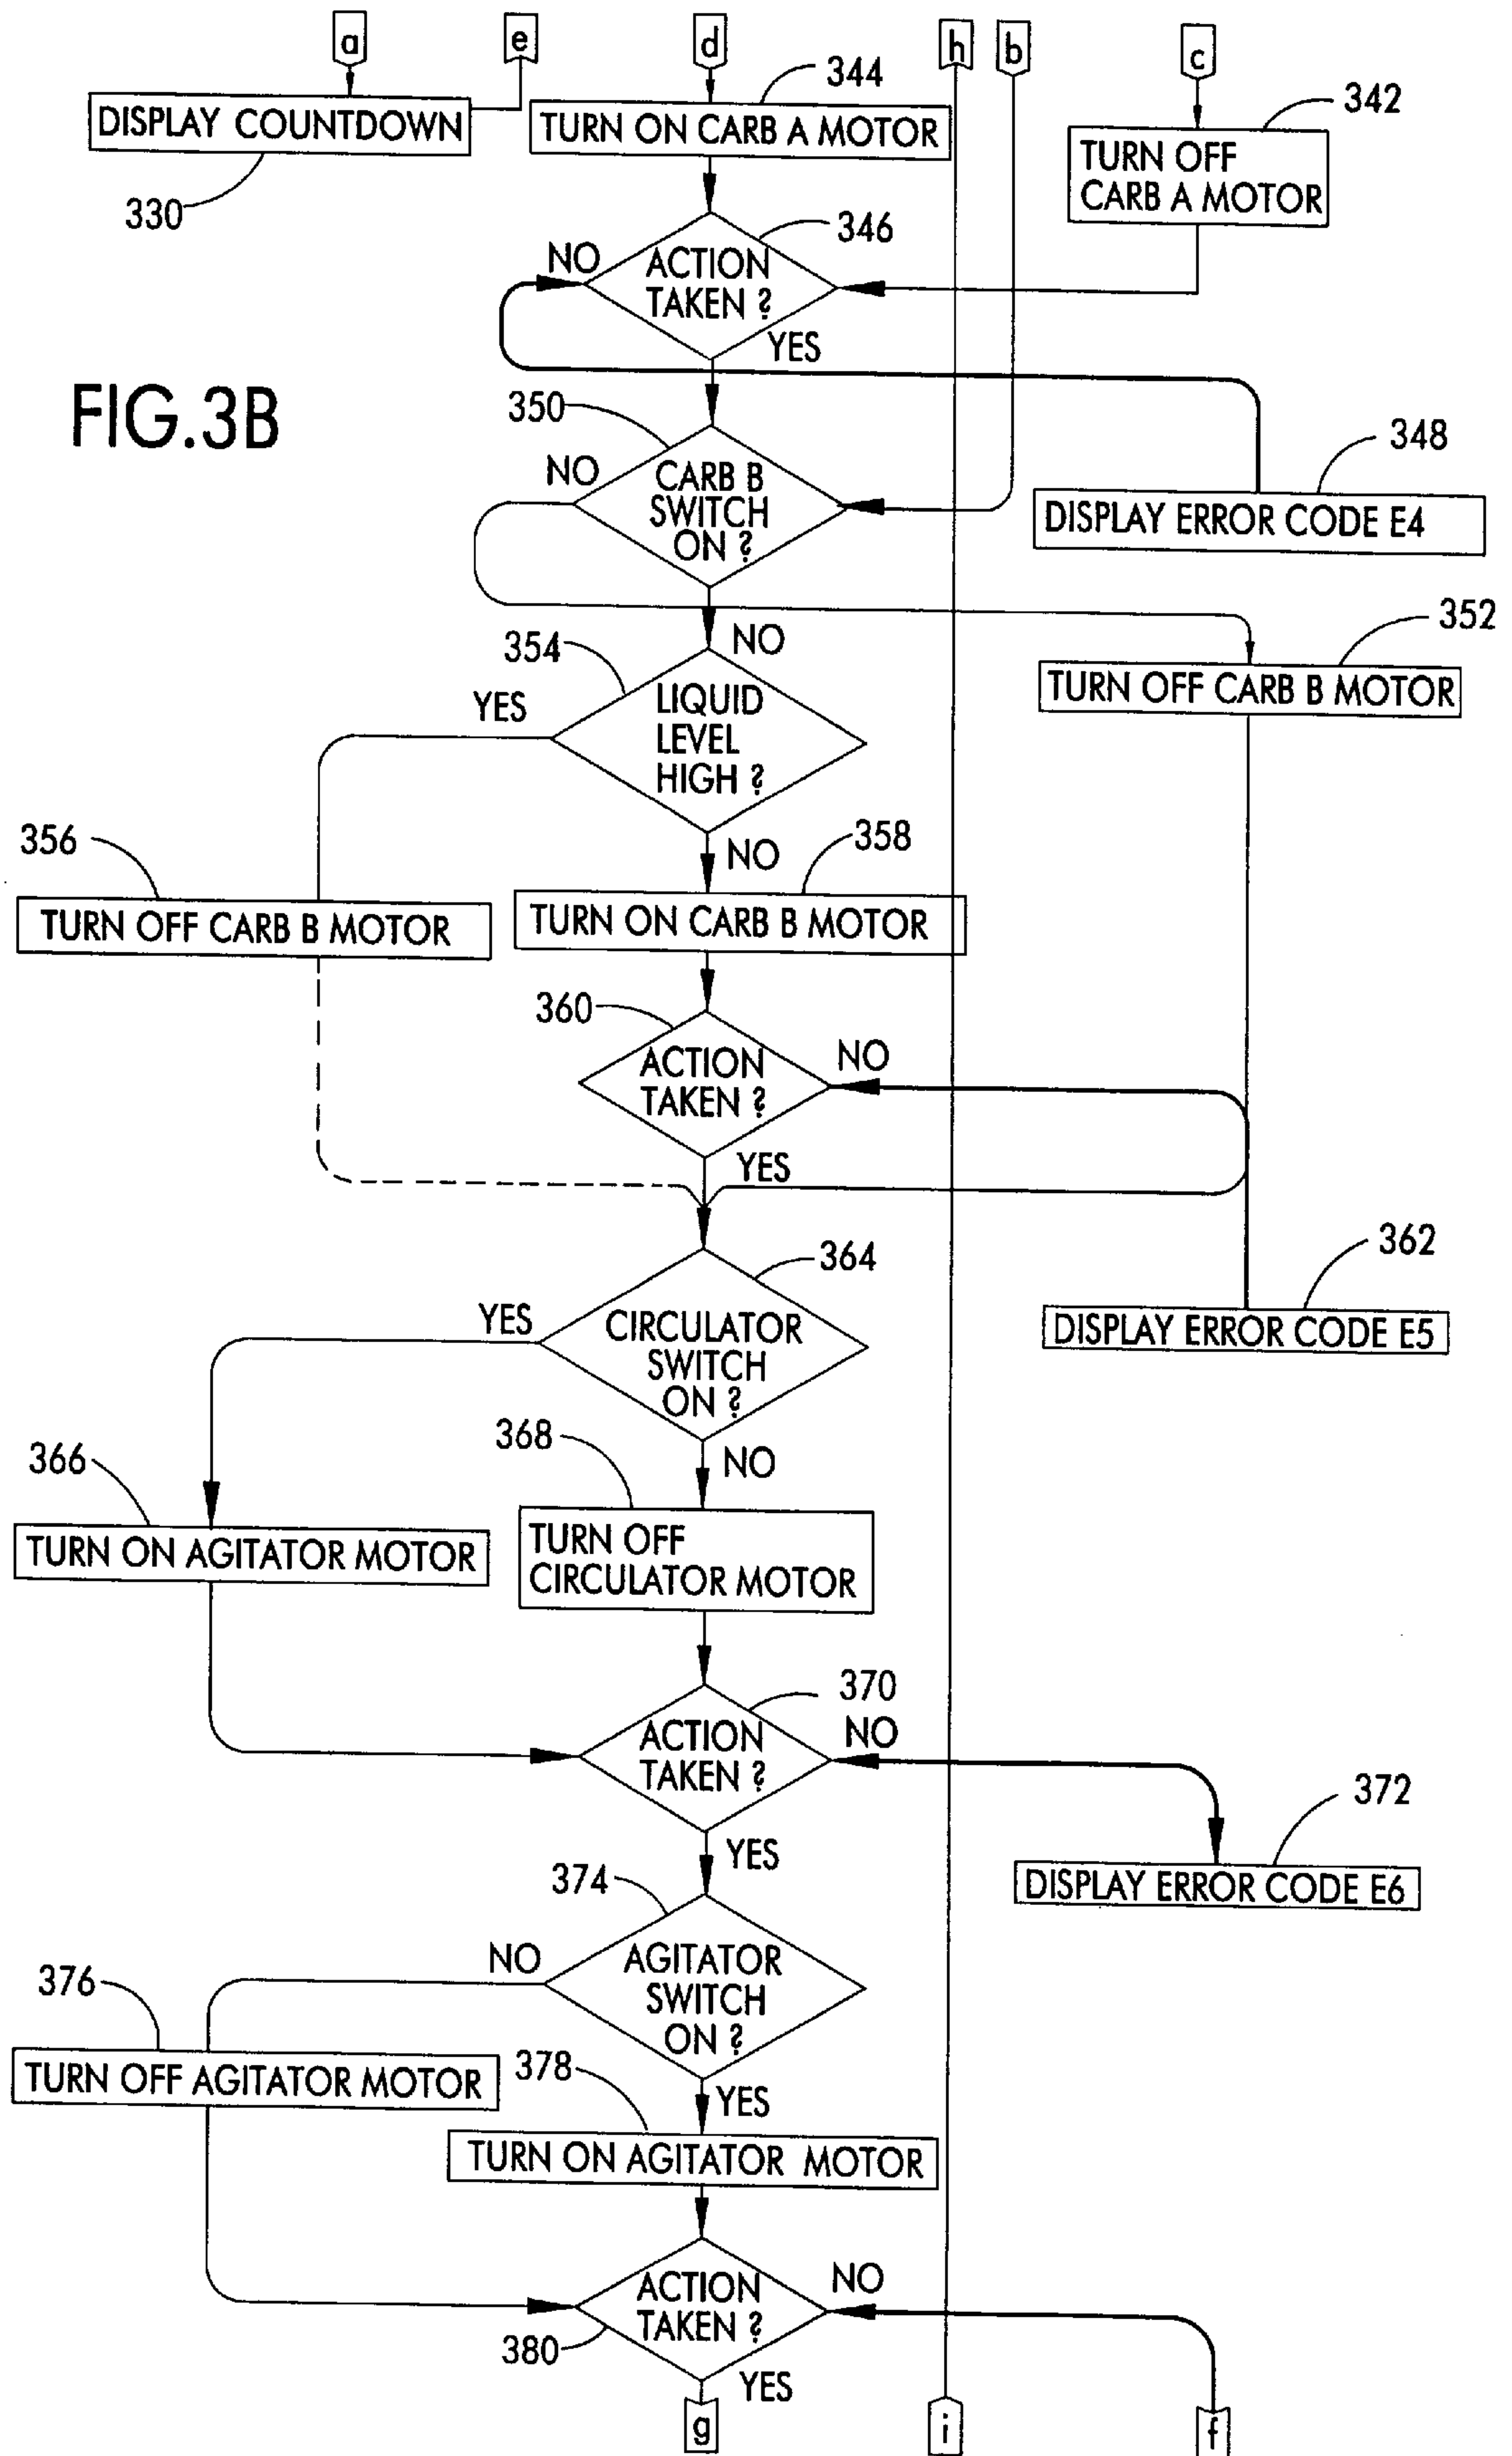 a
e
d
h
b
c
344
342
DISPLAY COUNTDOWN
TURN ON CARB A MOTOR
TURN OFF
CARB A MOTOR
330
346
NO
ACTION
TAKEN ?
YES
FIG.3B
350
348
NO
CARB B
SWITCH
ON ?
DISPLAY ERROR CODE E4
352
354
NO
TURN OFF CARB B MOTOR
YES
LIQUID
LEVEL
HIGH ?
356
358
NO
TURN OFF CARB B MOTOR
TURN ON CARB B MOTOR
360
ACTION
TAKEN ?
NO
YES
364
362
YES
CIRCULATOR
SWITCH
ON ?
DISPLAY ERROR CODE E5
368
366
NO
TURN ON AGITATOR MOTOR
TURN OFF
CIRCULATOR MOTOR
370
ACTION
TAKEN ?
NO
372
YES
374
DISPLAY ERROR CODE E6
NO
AGITATOR
SWITCH
ON ?
376
TURN OFF AGITATOR MOTOR
378
YES
TURN ON AGITATOR MOTOR
ACTION
TAKEN ?
NO
380
YES
g
i
f